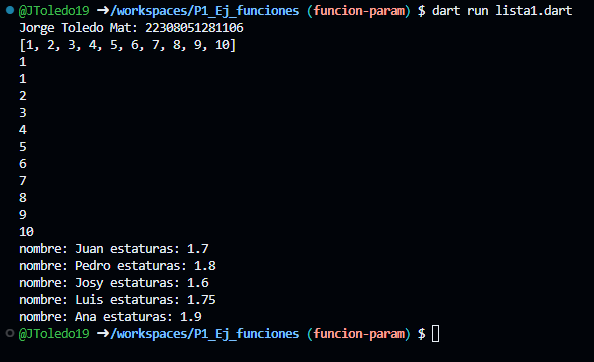 @JToledo19 ➜/workspaces/P1_Ej_funciones (funcion-param) $ dart run lista1.dart
Jorge Toledo Mat: 22308051281106
[1, 2, 3, 4, 5, 6, 7, 8, 9, 10]
1
1
2
3
4
5
6
7
8
9
10
nombre: Juan estaturas: 1.7
nombre: Pedro estaturas: 1.8
nombre: Josy estaturas: 1.6
nombre: Luis estaturas: 1.75
nombre: Ana estaturas: 1.9
@JToledo19 ➜/workspaces/P1_Ej_funciones (funcion-param) $